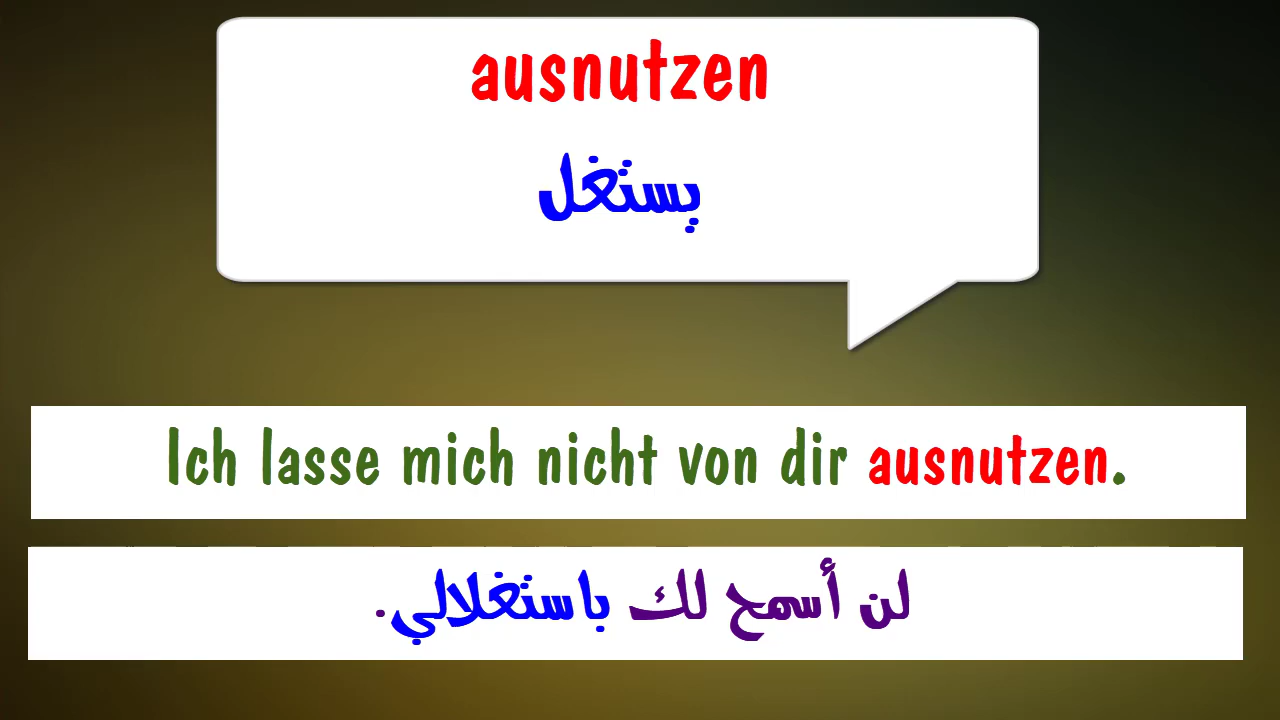 ausnutzen
يستغل
Ich lasse mich nicht von dir ausnutzen.
لن أسمح لك باستغلالي.